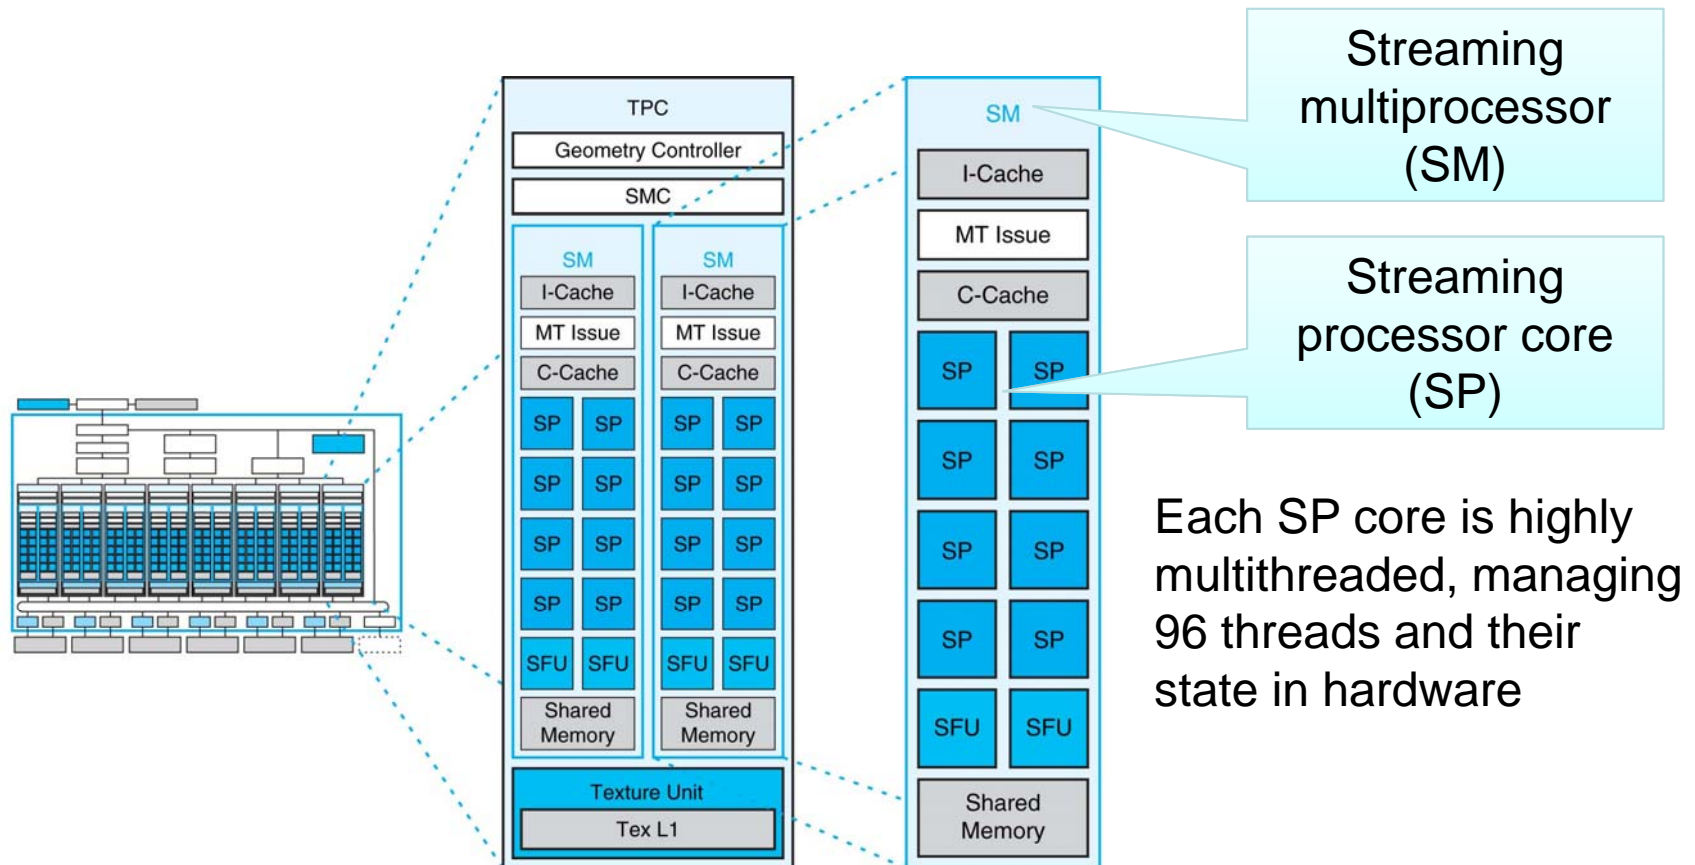 TPC
Geometry Controller
SMC
SM
I-Cache
MT Issue
C-Cache
SP SP
SP SP
SP SP
SP SP
SFU SFU
Shared
Memory
SM
I-Cache
MT Issue
C-Cache
SP SP
SP SP
SP SP
SP SP
SFU SFU
Shared
Memory
Texture Unit
Tex L1
SM
I-Cache
MT Issue
C-Cache
SP SP
SP SP
SP SP
SP SP
SFU SFU
Shared
Memory
Streaming
multiprocessor
(SM)
Streaming
processor core
(SP)
Each SP core is highly
multithreaded, managing
96 threads and their
state in hardware